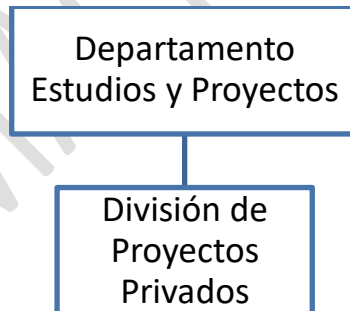 Departamento
Estudios y Proyectos
División de
Proyectos
Privados